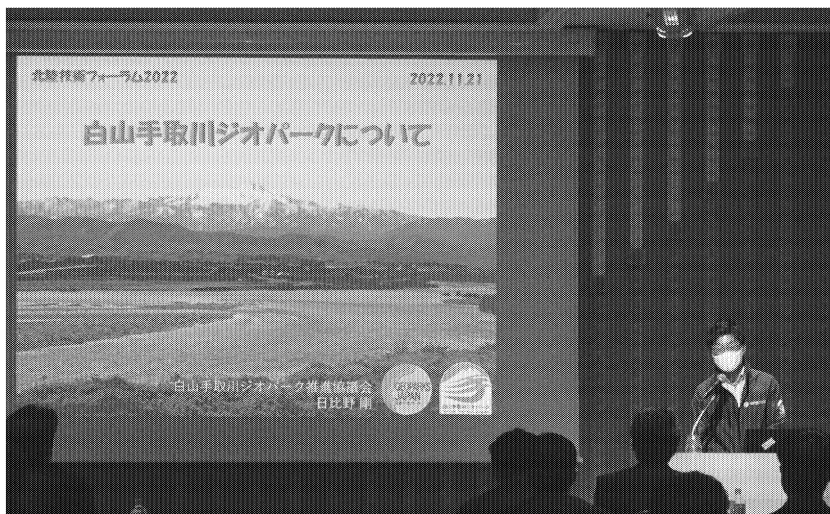 北陸技術フォーラム2022
2022.11.21
白山手取川ジオパークについて
白山手取川ジオパーク推進協議会
日比野 剛
GEOPARKS
JAPAN